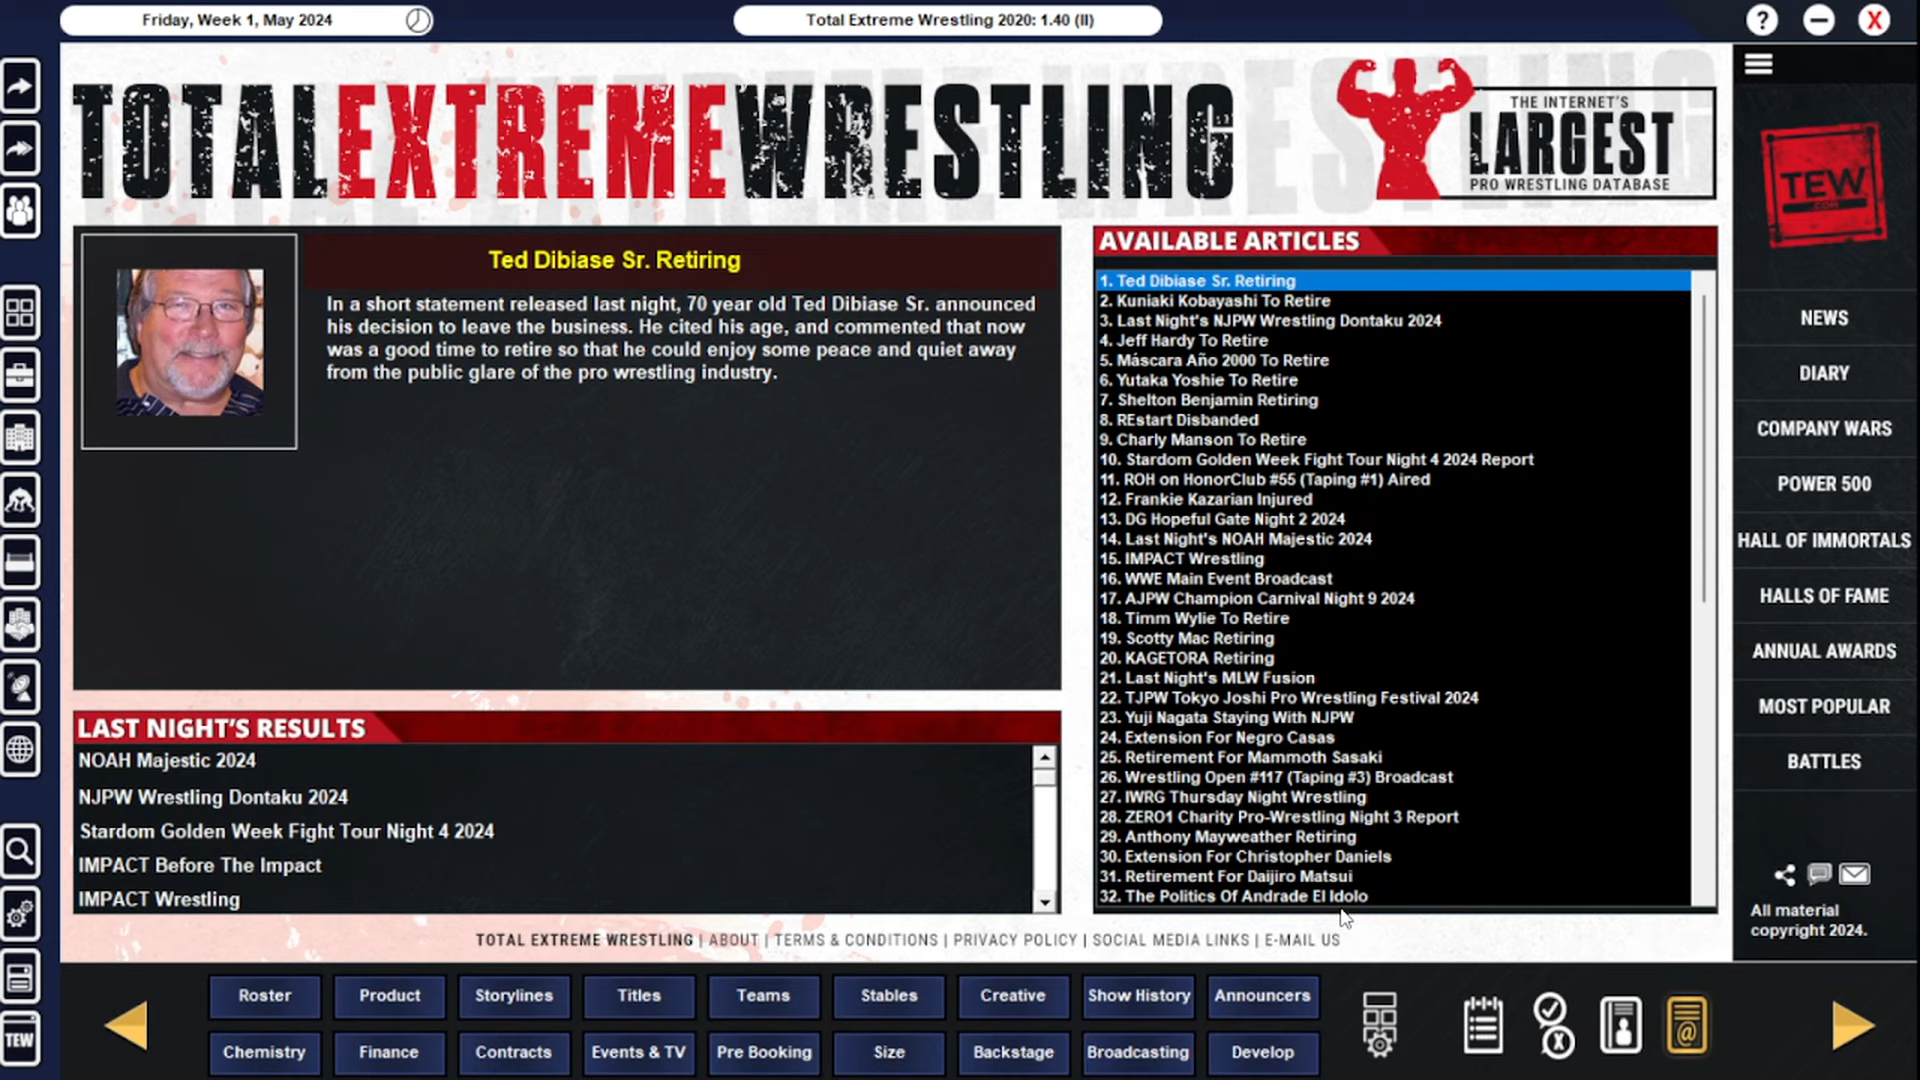 Friday, Week 1, May 2024
Total Extreme Wrestling 2020: 1.40 (II)
?
X
TOTALEXTREMEWRESTLING
THE INTERNET'S
LARGEST
PRO WRESTLING DATABASE
TEW
.COM
Ted Dibiase Sr. Retiring
In a short statement released last night, 70 year old Ted Dibiase Sr. announced
his decision to leave the business. He cited his age, and commented that now
was a good time to retire so that he could enjoy some peace and quiet away
from the public glare of the pro wrestling industry.
AVAILABLE ARTICLES
1. Ted Dibiase Sr. Retiring
2. Kuniaki Kobayashi To Retire
3. Last Night's NJPW Wrestling Dontaku 2024
4. Jeff Hardy To Retire
5. Máscara Año 2000 To Retire
6. Yutaka Yoshie To Retire
7. Shelton Benjamin Retiring
8. REstart Disbanded
9. Charly Manson To Retire
10. Stardom Golden Week Fight Tour Night 4 2024 Report
11. ROH on HonorClub #55 (Taping #1) Aired
12. Frankie Kazarian Injured
13. DG Hopeful Gate Night 2 2024
14. Last Night's NOAH Majestic 2024
15. IMPACT Wrestling
16. WWE Main Event Broadcast
17. AJPW Champion Carnival Night 9 2024
18. Timm Wylie To Retire
19. Scotty Mac Retiring
20. KAGETORA Retiring
21. Last Night's MLW Fusion
22. TJPW Tokyo Joshi Pro Wrestling Festival 2024
23. Yuji Nagata Staying With NJPW
24. Extension For Negro Casas
25. Retirement For Mammoth Sasaki
26. Wrestling Open #117 (Taping #3) Broadcast
27. IWRG Thursday Night Wrestling
28. ZERO1 Charity Pro-Wrestling Night 3 Report
29. Anthony Mayweather Retiring
30. Extension For Christopher Daniels
31. Retirement For Daijiro Matsui
32. The Politics Of Andrade El Idolo
LAST NIGHT'S RESULTS
NOAH Majestic 2024
NJPW Wrestling Dontaku 2024
Stardom Golden Week Fight Tour Night 4 2024
IMPACT Before The Impact
IMPACT Wrestling
NEWS
DIARY
COMPANY WARS
POWER 500
HALL OF IMMORTALS
HALLS OF FAME
ANNUAL AWARDS
MOST POPULAR
BATTLES
All material
copyright 2024.
TOTAL EXTREME WRESTLING | ABOUT | TERMS & CONDITIONS | PRIVACY POLICY | SOCIAL MEDIA LINKS | E-MAIL US
TEW
Roster Product Storylines Titles Teams Stables Creative Show History Announcers
Chemistry Finance Contracts Events & TV Pre Booking Size Backstage Broadcasting Develop
@